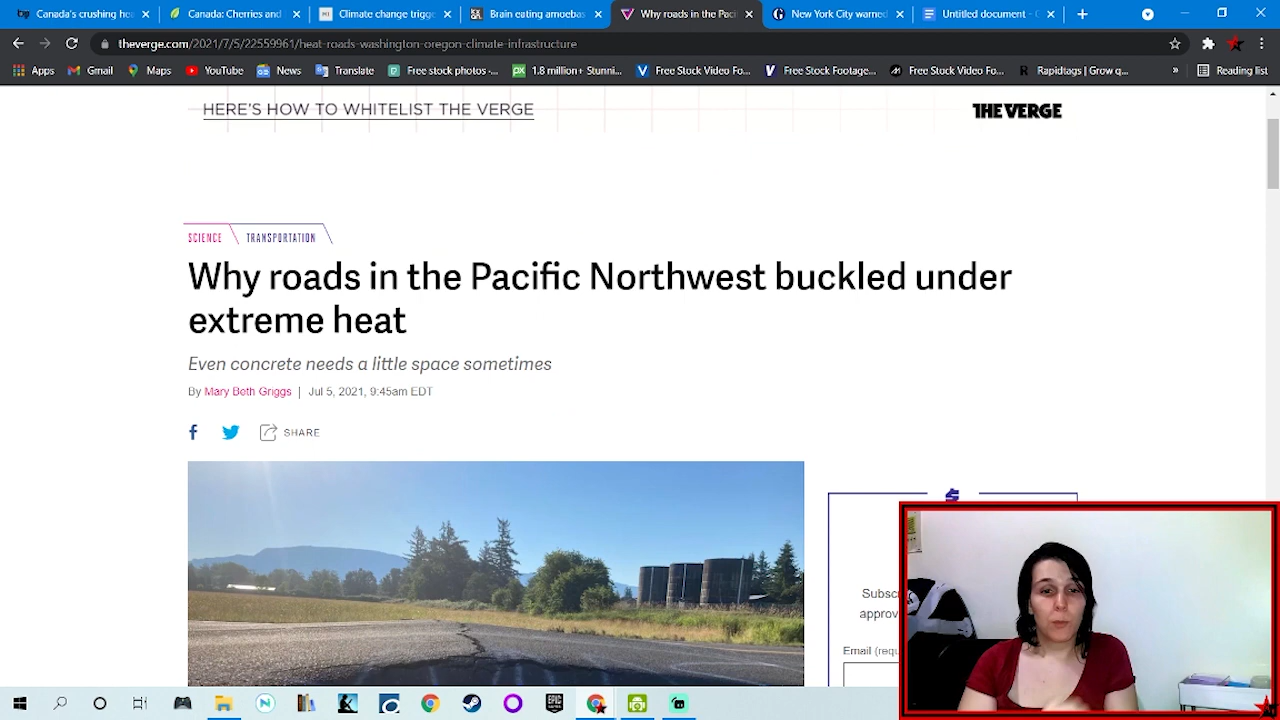 Canada's crushing hea
Canada: Cherries and
Climate change trigge
Brain eating amoebas
Why roads in the Pacif
New York City warned
Untitled document - G
theverge.com/2021/7/5/22559961/heat-roads-washington-oregon-climate-infrastructure
Apps
Gmail
Maps
YouTube
News
Translate
Free stock photos -...
1.8 million+ Stunni...
Free Stock Video Fo...
Free Stock Footage...
Free Stock Video Fo...
Rapidtags | Grow q...
»
Reading list
HERE'S HOW TO WHITELIST THE VERGE
THE VERGE
SCIENCE
TRANSPORTATION
Why roads in the Pacific Northwest buckled under
extreme heat
Even concrete needs a little space sometimes
By Mary Beth Griggs | Jul 5, 2021, 9:45am EDT
SHARE
Subsc
approv
Email (requ